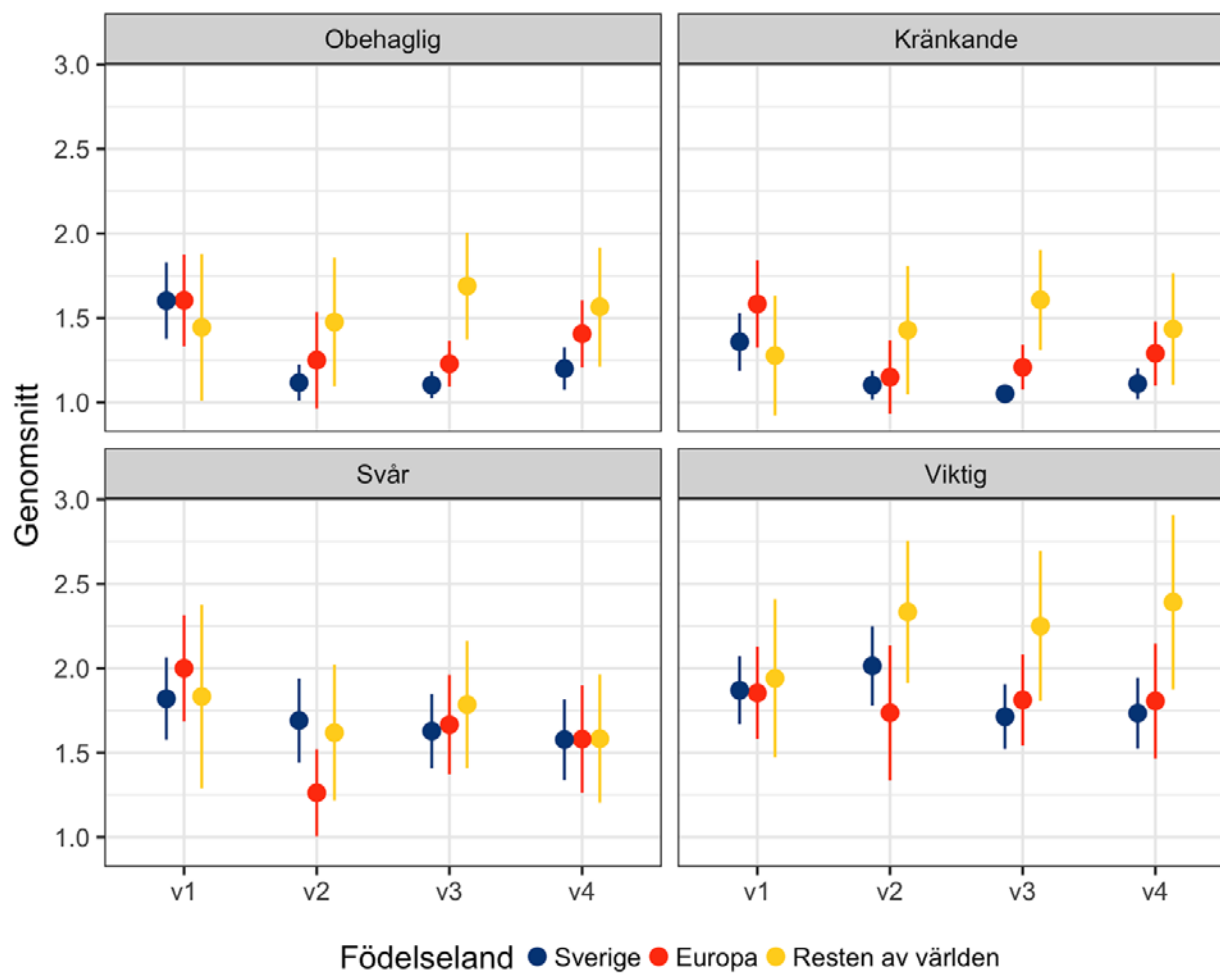 Obehaglig
Kränkande
3.0
2.5
2.0
1.5
1.0
Svår
Viktig
3.0
2.5
2.0
1.5
1.0
Genomsnitt
v1 v2 v3 v4
v1 v2 v3 v4
Födelseland Sverige Europa Resten av världen